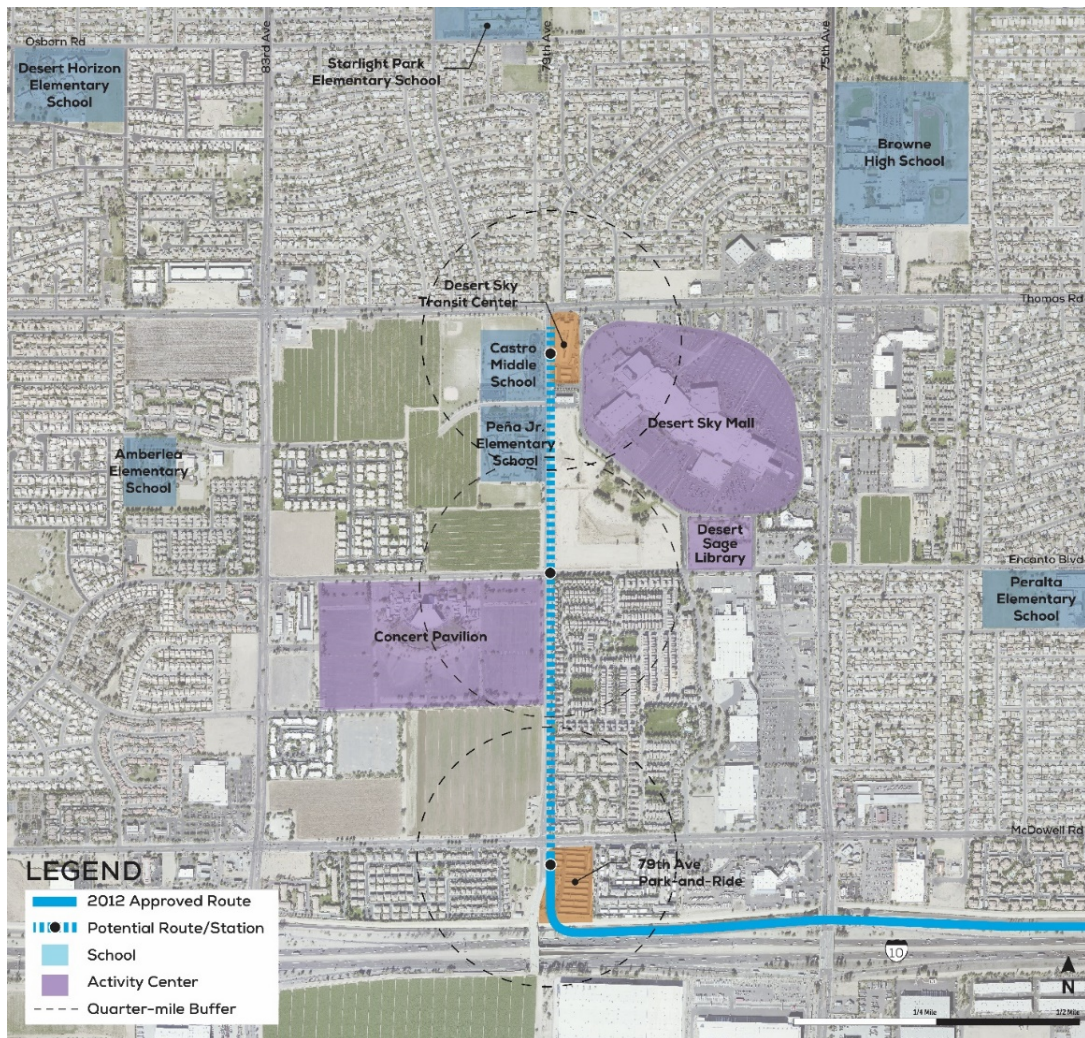 Osborn Rd
83rd Ave
79th Ave
75th Ave
Desert Horizon
Elementary
School
Starlight Park
Elementary School
Browne
High School
Desert Sky
Transit Center
Thomas Rd
Castro
Middle
School
Peña Jr.
Elementary
School
Desert Sky Mall
Amberlea
Elementary
School
Desert
Sage
Library
Encanto Blvd
Peralta
Elementary
School
Concert Pavilion
McDowell Rd
79th Ave
Park-and-Ride
LEGEND
2012 Approved Route
Potential Route/Station
School
Activity Center
Quarter-mile Buffer
10
N
1/4 Mile
1/2 Mile